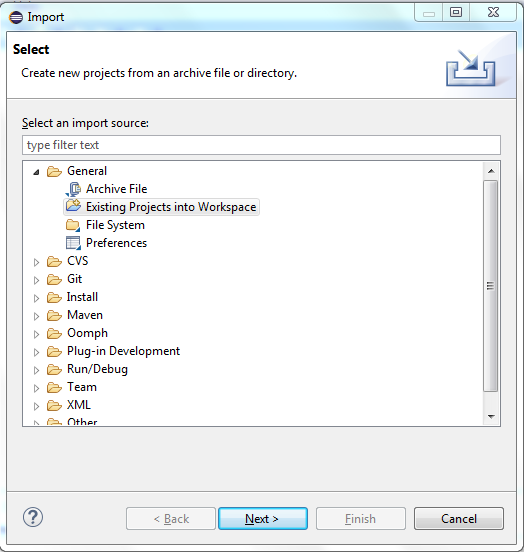 Import
Select
Create new projects from an archive file or directory.
Select an import source:
type filter text
General
Archive File
Existing Projects into Workspace
File System
Preferences
CVS
Git
Install
Maven
Oomph
Plug-in Development
Run/Debug
Team
XML
Other
< Back
Next >
Finish
Cancel